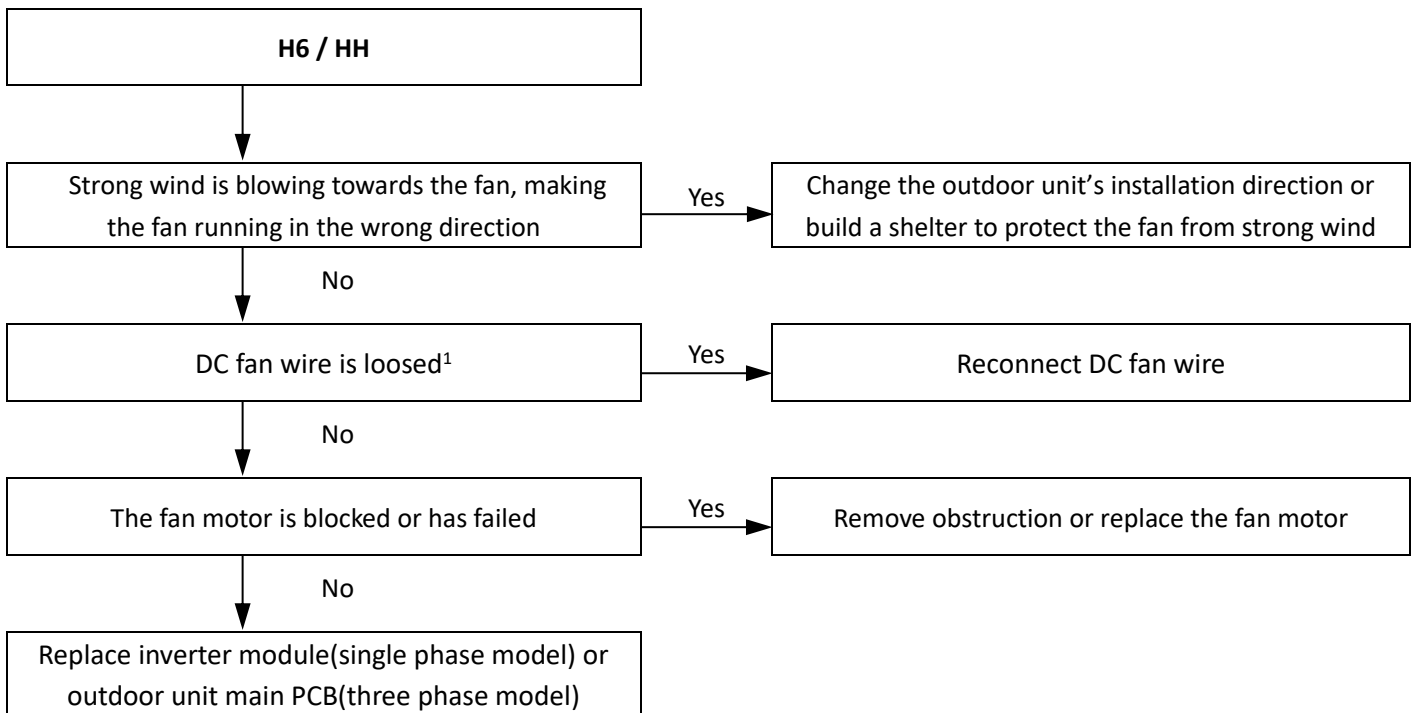 H6 / HH
Strong wind is blowing towards the fan, making
the fan running in the wrong direction
Yes
Change the outdoor unit’s installation direction or
build a shelter to protect the fan from strong wind
No
DC fan wire is loosed¹
Yes
Reconnect DC fan wire
No
The fan motor is blocked or has failed
Yes
Remove obstruction or replace the fan motor
No
Replace inverter module(single phase model) or
outdoor unit main PCB(three phase model)